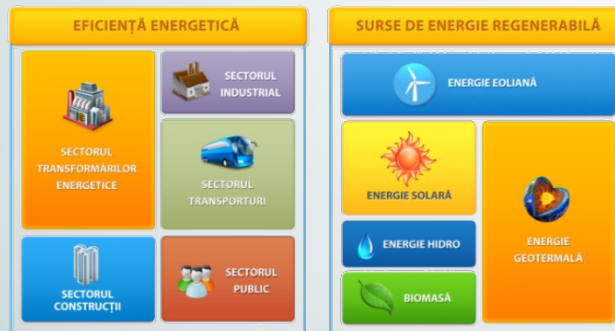 EFICIENȚĂ ENERGETICĂ
SECTORUL
TRANSFORMĂRILOR
ENERGETICE
SECTORUL
INDUSTRIAL
SECTORUL
TRANSPORTURI
SECTORUL
CONSTRUCȚII
SECTORUL
PUBLIC
SURSE DE ENERGIE REGENERABILĂ
ENERGIE EOLIANĂ
ENERGIE SOLARĂ
ENERGIE HIDRO
BIOMASĂ
ENERGIE
GEOTERMALĂ